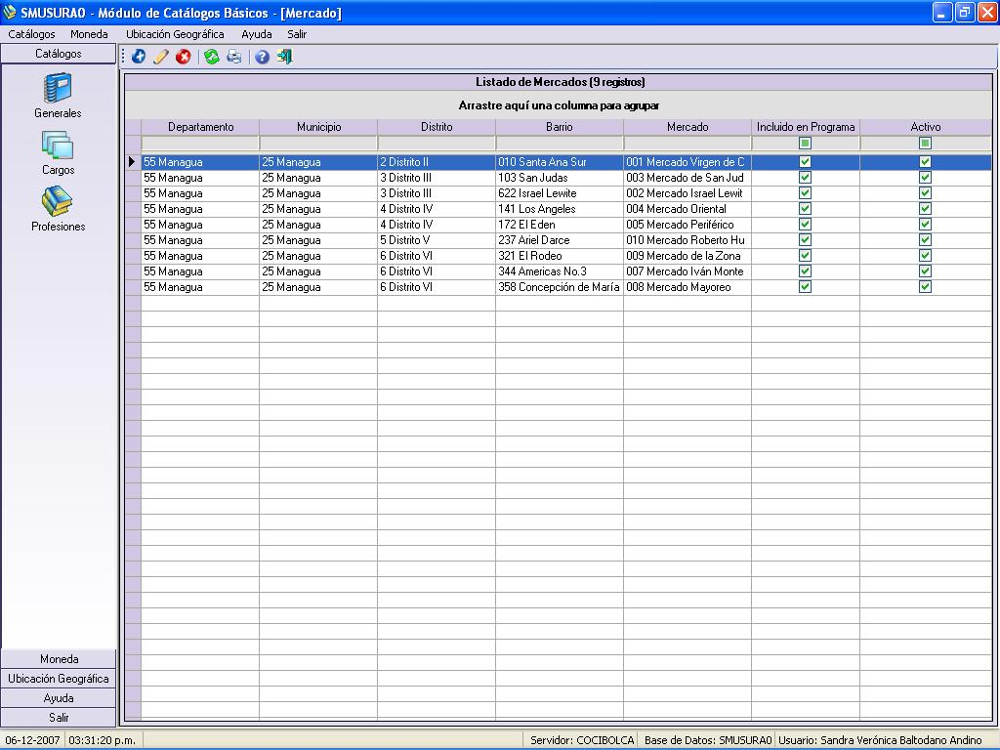 SMUSURA0 - Módulo de Catálogos Básicos - [Mercado]
Catálogos Moneda Ubicación Geográfica Ayuda Salir
Catálogos
Generales
Cargos
Profesiones
Listado de Mercados (9 registros)
Arrastre aquí una columna para agrupar
Departamento Municipio Distrito Barrio Mercado Incluido en Programa Activo
55 Managua 25 Managua 2 Distrito II 010 Santa Ana Sur 001 Mercado Virgen de C
55 Managua 25 Managua 3 Distrito III 103 San Judas 003 Mercado de San Jud
55 Managua 25 Managua 3 Distrito III 622 Israel Lewite 002 Mercado Israel Lewit
55 Managua 25 Managua 4 Distrito IV 141 Los Angeles 004 Mercado Oriental
55 Managua 25 Managua 4 Distrito IV 172 El Eden 005 Mercado Periférico
55 Managua 25 Managua 5 Distrito V 237 Ariel Darce 010 Mercado Roberto Hu
55 Managua 25 Managua 6 Distrito VI 321 El Rodeo 009 Mercado de la Zona
55 Managua 25 Managua 6 Distrito VI 344 Americas No.3 007 Mercado Iván Monte
55 Managua 25 Managua 6 Distrito VI 358 Concepción de María 008 Mercado Mayoreo
Moneda
Ubicación Geográfica
Ayuda
Salir
06-12-2007 03:31:20 p.m. Servidor: COCIBOLCA Base de Datos: SMUSURA0 Usuario: Sandra Verónica Baltodano Andino